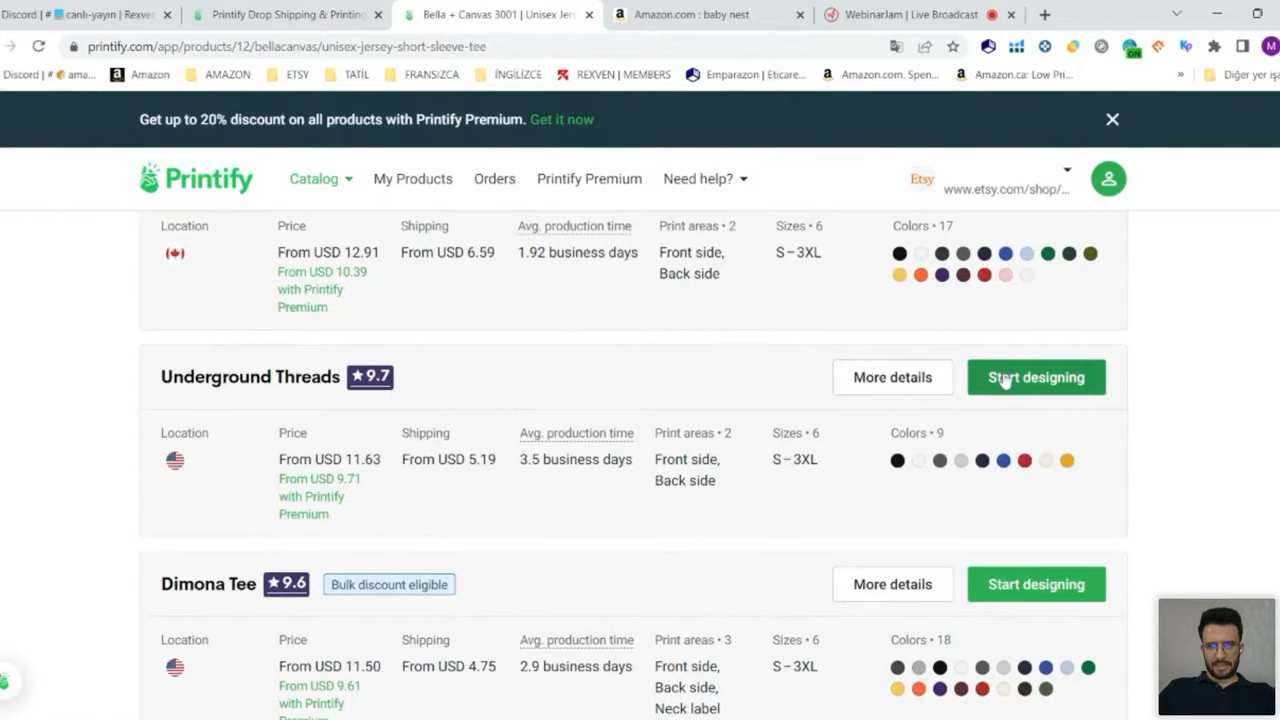 Discord | # canlı-yayın | Rexven
Printify Drop Shipping & Printing
Bella + Canvas 3001 | Unisex Jers
Amazon.com : baby nest
WebinarJam | Live Broadcast
printify.com/app/products/12/bellacanvas/unisex-jersey-short-sleeve-tee
ON
Discord | # ama...
Amazon
AMAZON
ETSY
TATİL
FRANSIZCA
İNGİLİZCE
REXVEN | MEMBERS
Emparazon | Eticare...
Amazon.com. Spen...
Amazon.ca: Low Pri...
»
Diğer yer işa
Get up to 20% discount on all products with Printify Premium. Get it now
Printify
Catalog
My Products
Orders
Printify Premium
Need help?
Etsy
www.etsy.com/shop/...
Location
Price
Shipping
Avg. production time
Print areas • 2
Sizes • 6
Colors • 17
From USD 12.91
From USD 6.59
1.92 business days
Front side,
S–3XL
From USD 10.39
Back side
with Printify
Premium
Underground Threads ★ 9.7
More details
Start designing
Location
Price
Shipping
Avg. production time
Print areas • 2
Sizes • 6
Colors • 9
From USD 11.63
From USD 5.19
3.5 business days
Front side,
S–3XL
From USD 9.71
Back side
with Printify
Premium
Dimona Tee ★ 9.6
Bulk discount eligible
More details
Start designing
Location
Price
Shipping
Avg. production time
Print areas • 3
Sizes • 6
Colors • 18
From USD 11.50
From USD 4.75
2.9 business days
Front side,
S–3XL
From USD 9.61
Back side,
with Printify
Neck label